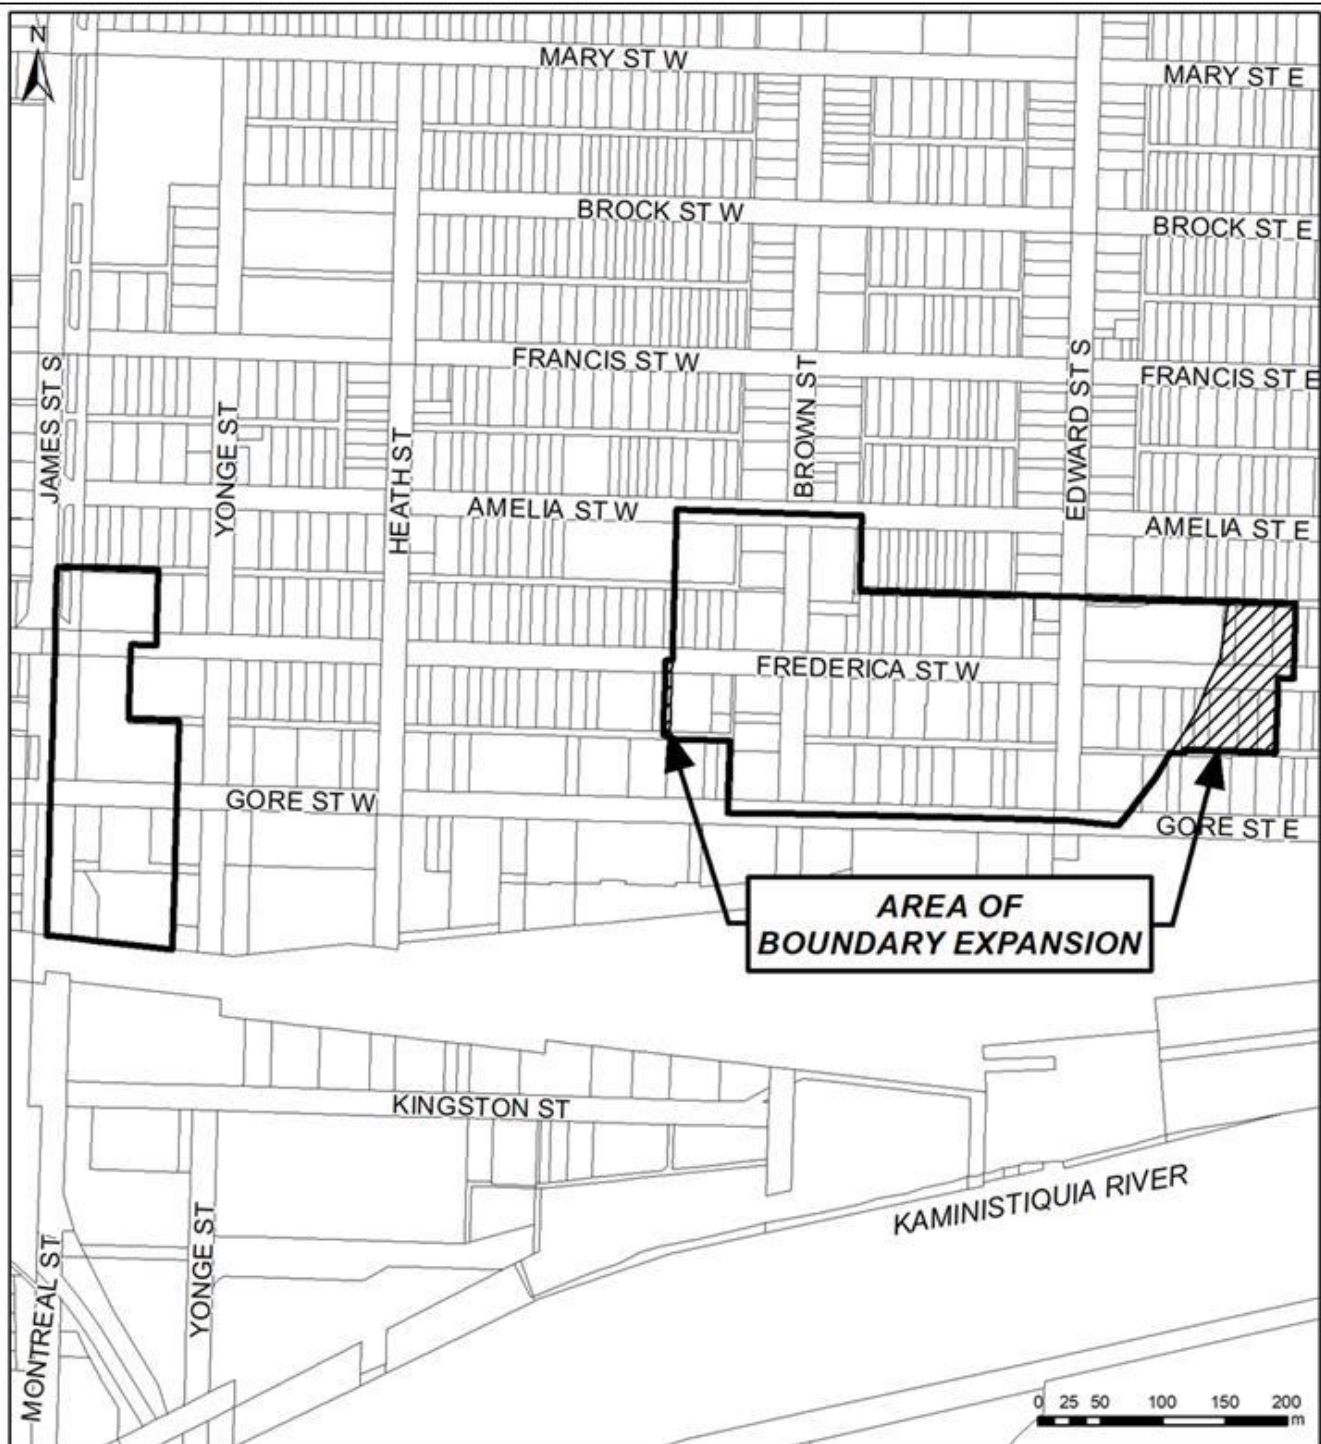 N
MARY ST W
MARY ST E
BROCK ST W
BROCK ST E
FRANCIS ST W
FRANCIS ST E
JAMES ST S
YONGE ST
HEATH ST
BROWN ST
EDWARD ST S
AMELIA ST W
AMELIA ST E
FREDERICA ST W
GORE ST W
GORE ST E
AREA OF
BOUNDARY EXPANSION
KINGSTON ST
KAMINISTIQUIA RIVER
MONTREAL ST
YONGE ST
0 25 50 100 150 200
m